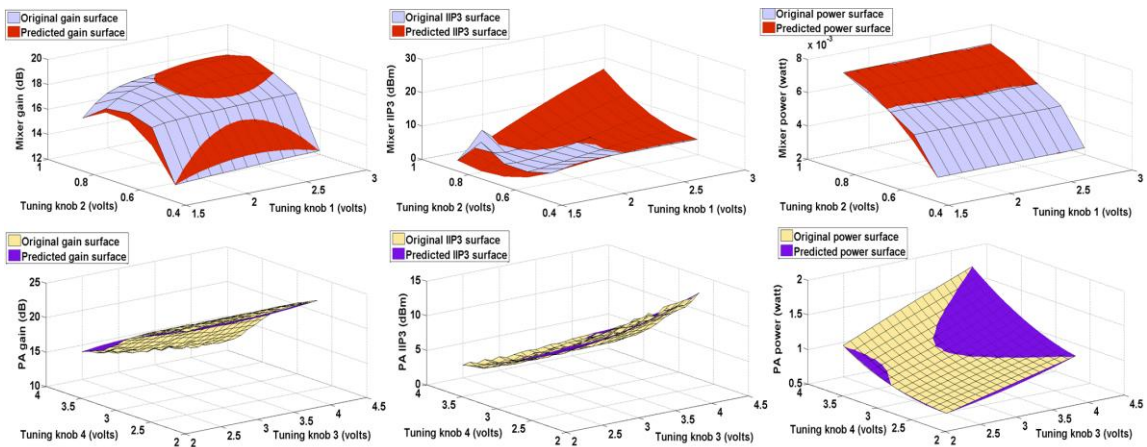 Original gain surface
Predicted gain surface
Mixer gain (dB)
20
18
16
14
12
1
0.8
0.6
0.4
Tuning knob 2 (volts)
1.5
2
2.5
3
Tuning knob 1 (volts)
Original IIP3 surface
Predicted IIP3 surface
Mixer IIP3 (dBm)
30
20
10
0
1
0.8
0.6
0.4
Tuning knob 2 (volts)
1.5
2
2.5
3
Tuning knob 1 (volts)
Original power surface
Predicted power surface
x 10⁻³
Mixer power (watt)
8
6
4
2
1
0.8
0.6
0.4
Tuning knob 2 (volts)
1.5
2
2.5
3
Tuning knob 1 (volts)
Original gain surface
Predicted gain surface
PA gain (dB)
25
20
15
10
4
3.5
3
2.5
2
Tuning knob 4 (volts)
2
2.5
3
3.5
4
4.5
Tuning knob 3 (volts)
Original IIP3 surface
Predicted IIP3 surface
PA IIP3 (dBm)
15
10
5
0
4
3.5
3
2.5
2
Tuning knob 4 (volts)
2
2.5
3
3.5
4
4.5
Tuning knob 3 (volts)
Original power surface
Predicted power surface
PA power (watt)
2
1.5
1
0.5
4
3.5
3
2.5
2
Tuning knob 4 (volts)
2
2.5
3
3.5
4
4.5
Tuning knob 3 (volts)